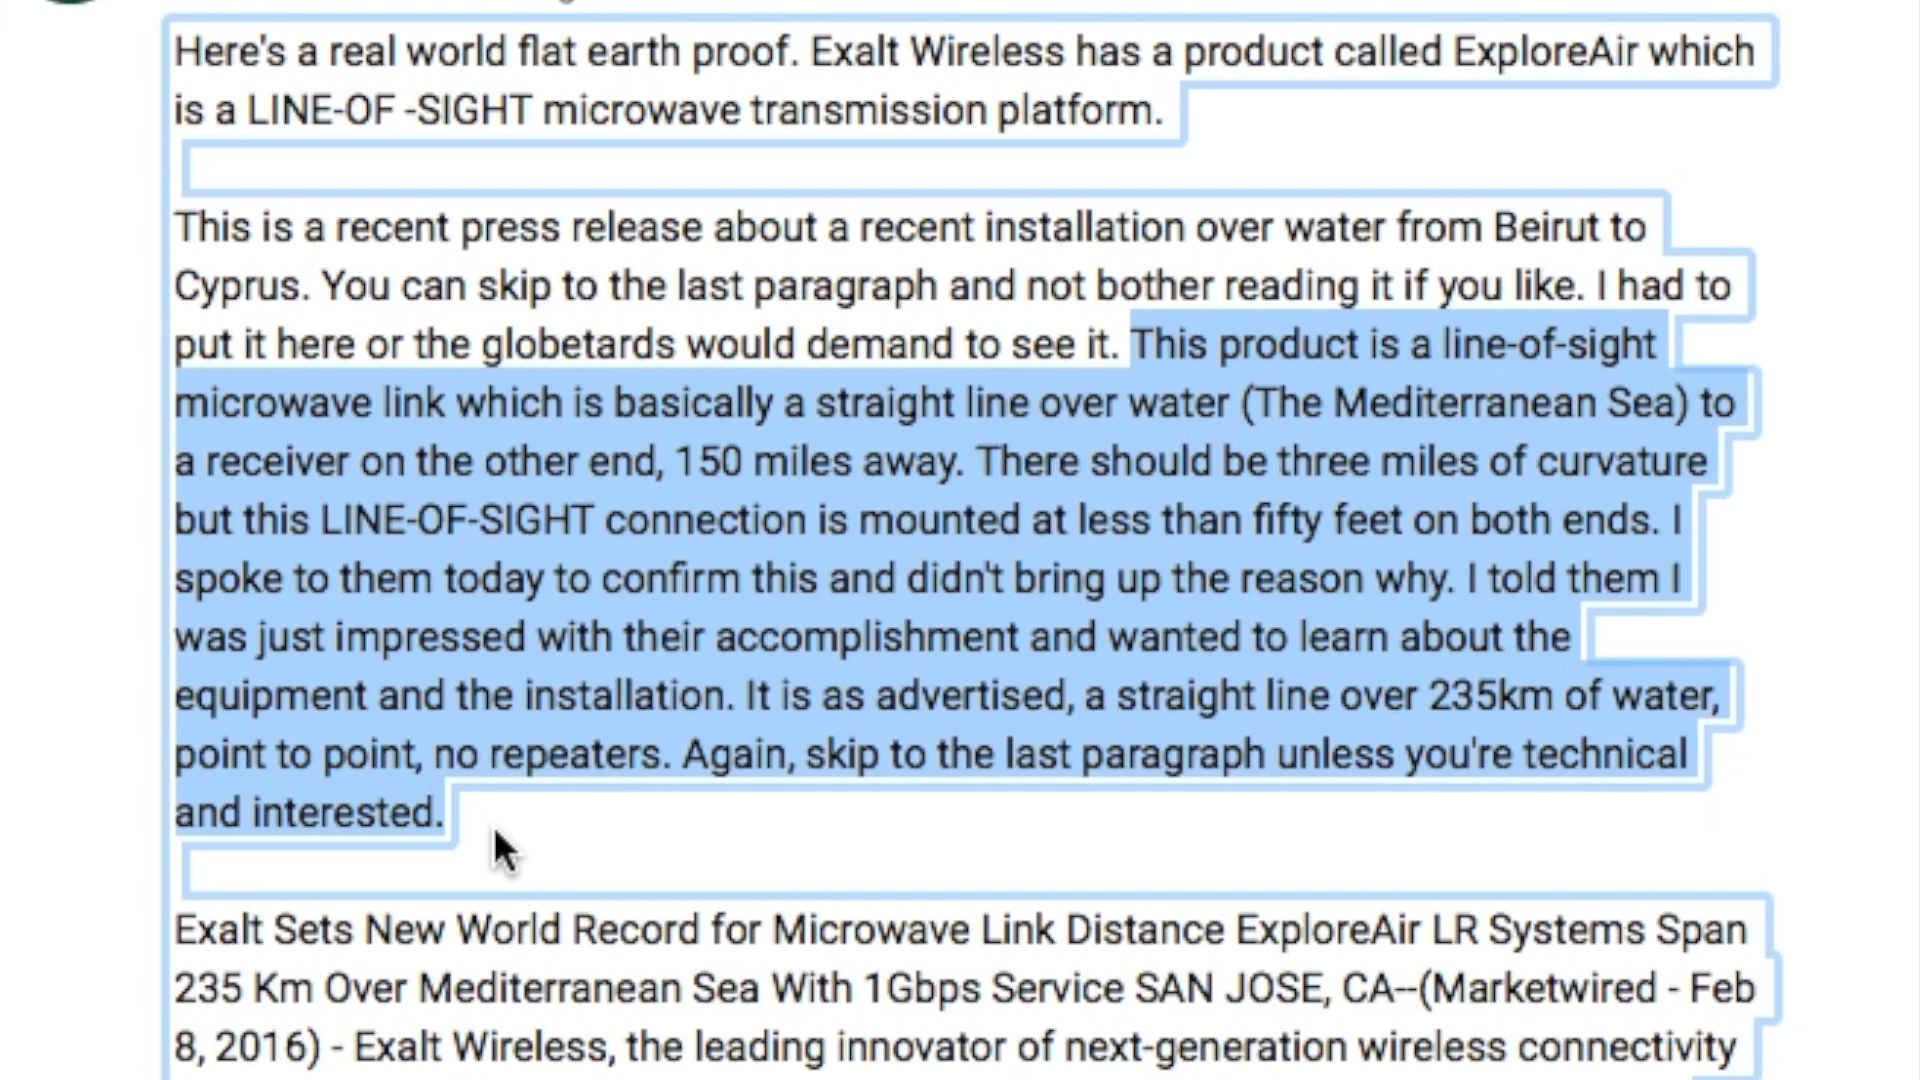 Here's a real world flat earth proof. Exalt Wireless has a product called ExploreAir which
is a LINE-OF -SIGHT microwave transmission platform.
This is a recent press release about a recent installation over water from Beirut to
Cyprus. You can skip to the last paragraph and not bother reading it if you like. I had to
put it here or the globetards would demand to see it. This product is a line-of-sight
microwave link which is basically a straight line over water (The Mediterranean Sea) to
a receiver on the other end, 150 miles away. There should be three miles of curvature
but this LINE-OF-SIGHT connection is mounted at less than fifty feet on both ends. I
spoke to them today to confirm this and didn't bring up the reason why. I told them I
was just impressed with their accomplishment and wanted to learn about the
equipment and the installation. It is as advertised, a straight line over 235km of water,
point to point, no repeaters. Again, skip to the last paragraph unless you're technical
and interested.
Exalt Sets New World Record for Microwave Link Distance ExploreAir LR Systems Span
235 Km Over Mediterranean Sea With 1Gbps Service SAN JOSE, CA--(Marketwired - Feb
8, 2016) - Exalt Wireless, the leading innovator of next-generation wireless connectivity